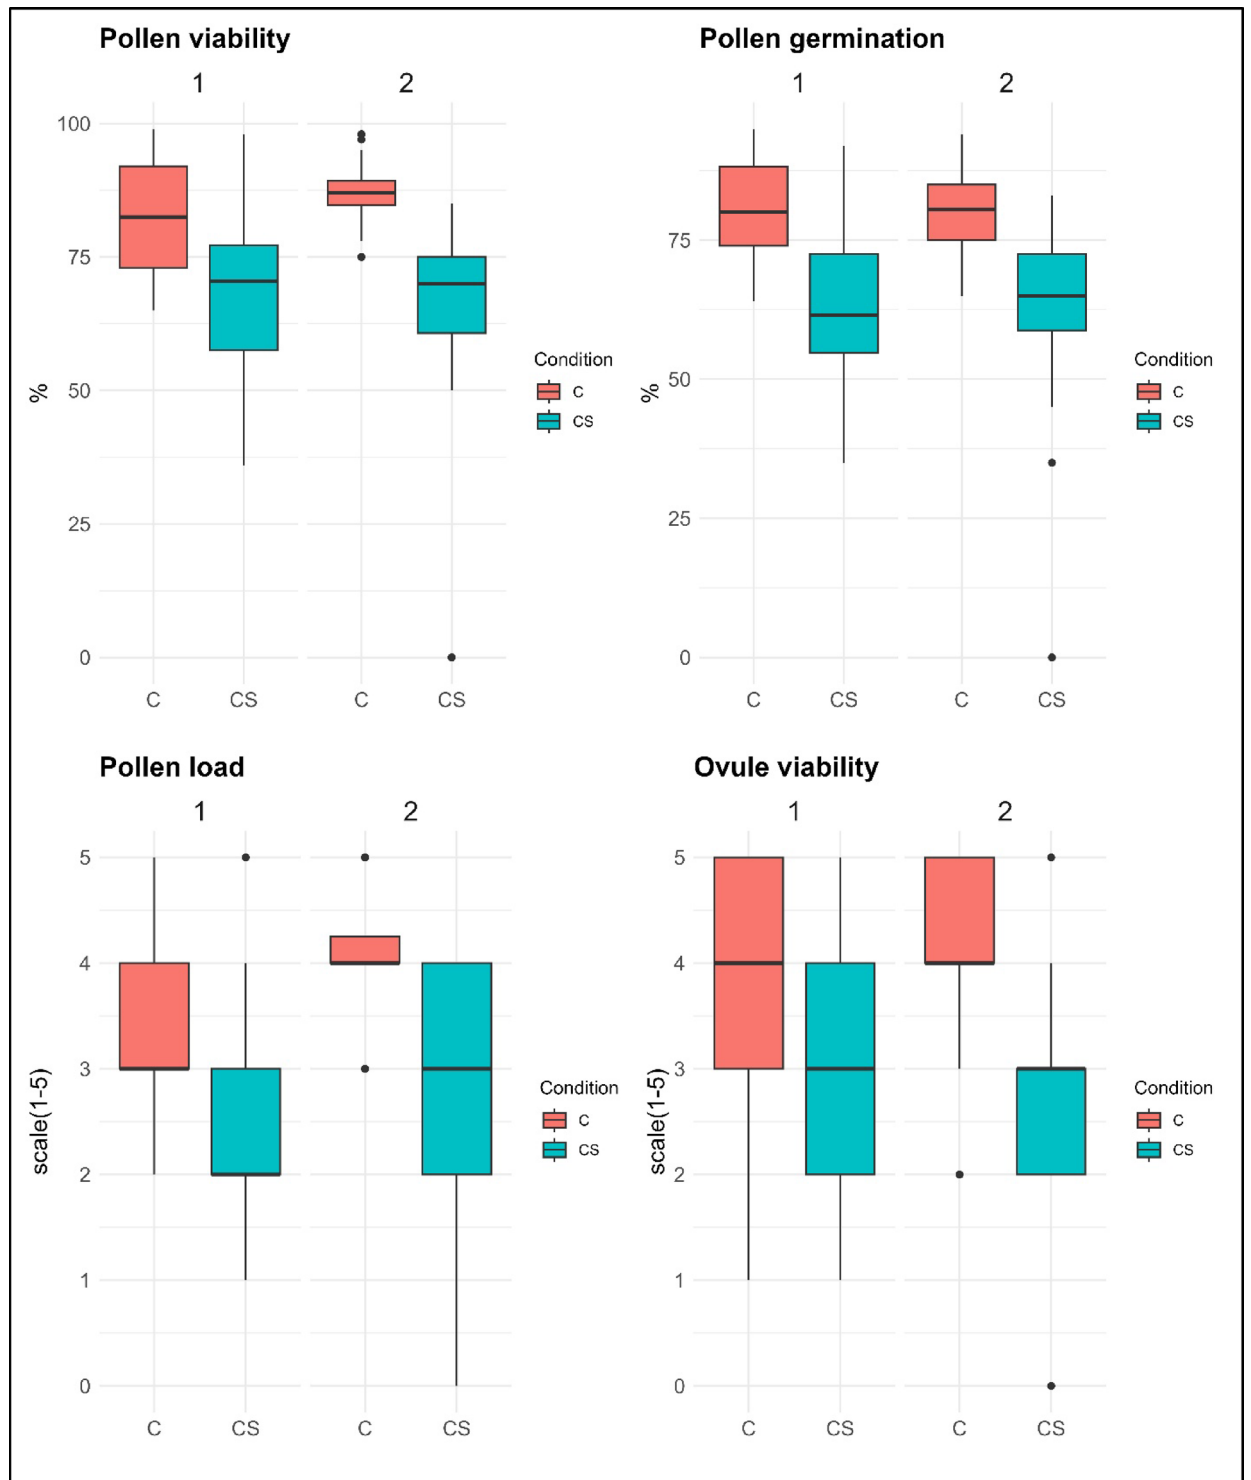 Pollen viability
1 2
100
75
50
25
0
%
C CS C CS
Condition
C
CS
Pollen germination
1 2
75
50
25
0
%
C CS C CS
Condition
C
CS
Pollen load
1 2
5
4
3
2
1
0
scale(1-5)
C CS C CS
Condition
C
CS
Ovule viability
1 2
5
4
3
2
1
0
scale(1-5)
C CS C CS
Condition
C
CS